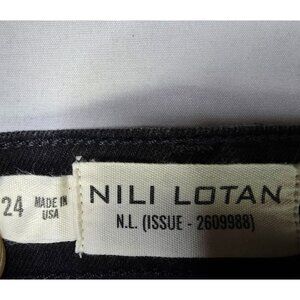 24
MADE IN
USA
NILI LOTAN
N.L. (ISSUE - 2609988)